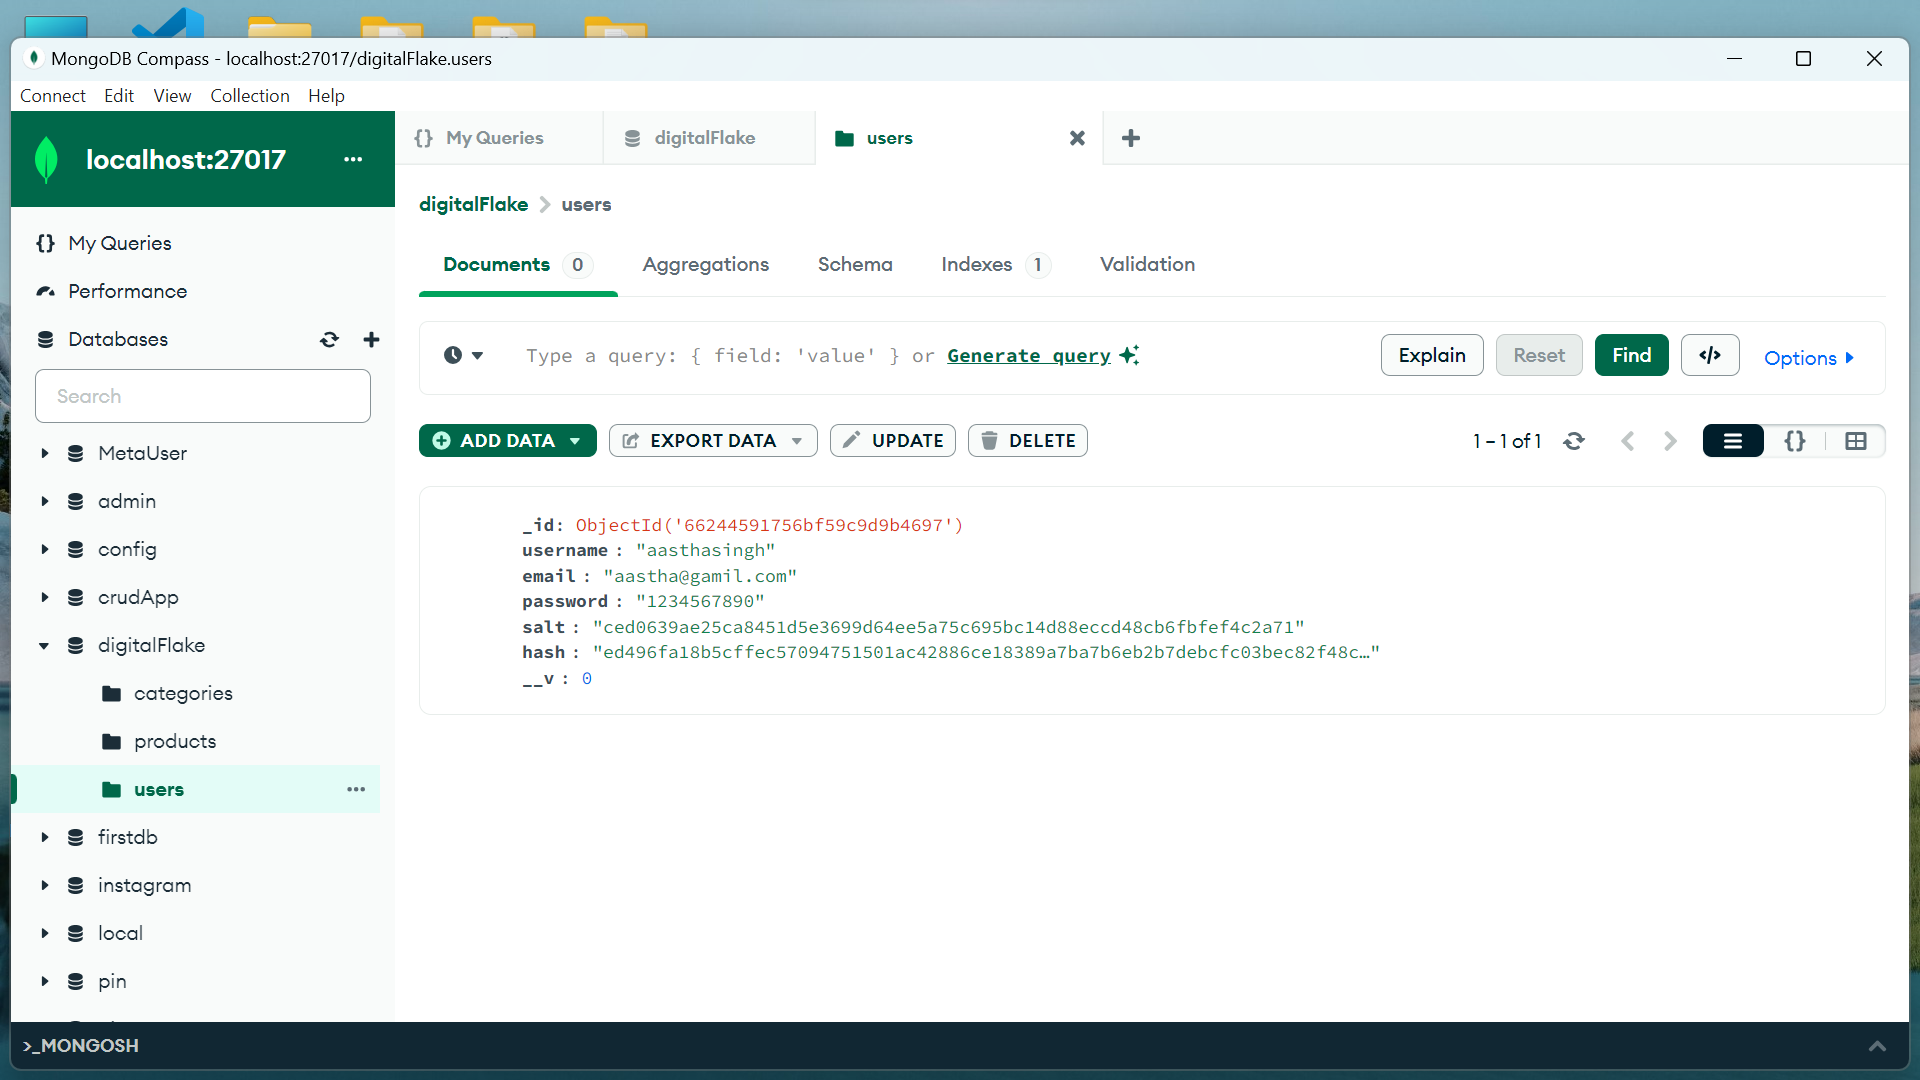 MongoDB Compass - localhost:27017/digitalFlake.users
Connect Edit View Collection Help
localhost:27017
My Queries
digitalFlake
users
digitalFlake
users
My Queries
Performance
Databases
Search
MetaUser
admin
config
crudApp
digitalFlake
categories
products
users
firstdb
instagram
local
pin
Documents 0
Aggregations
Schema
Indexes 1
Validation
Type a query: { field: 'value' } or Generate query
Explain
Reset
Find
</>
Options
ADD DATA
EXPORT DATA
UPDATE
DELETE
1 – 1 of 1
_id: ObjectId('66244591756bf59c9d9b4697')
username : "aasthasingh"
email : "aastha@gamil.com"
password : "1234567890"
salt : "ced0639ae25ca8451d5e3699d64ee5a75c695bc14d88eccd48cb6fbfef4c2a71"
hash : "ed496fa18b5cffec57094751501ac42886ce18389a7ba7b6eb2b7debcfc03bec82f48c…"
__v : 0
>_MONGOSH